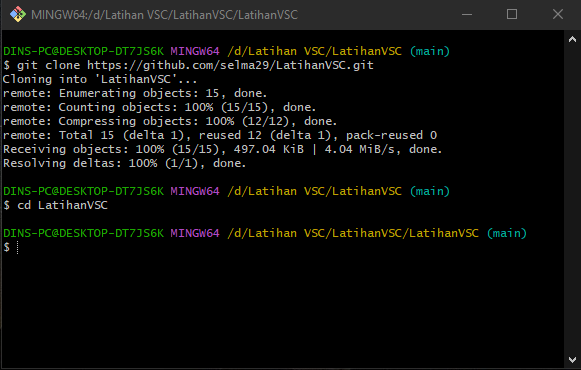 MINGW64:/d/Latihan VSC/LatihanVSC/LatihanVSC
DINS-PC@DESKTOP-DT7JS6K MINGW64 /d/Latihan VSC/LatihanVSC (main)
$ git clone https://github.com/selma29/LatihanVSC.git
Cloning into 'LatihanVSC'...
remote: Enumerating objects: 15, done.
remote: Counting objects: 100% (15/15), done.
remote: Compressing objects: 100% (12/12), done.
remote: Total 15 (delta 1), reused 12 (delta 1), pack-reused 0
Receiving objects: 100% (15/15), 497.04 KiB | 4.04 MiB/s, done.
Resolving deltas: 100% (1/1), done.
DINS-PC@DESKTOP-DT7JS6K MINGW64 /d/Latihan VSC/LatihanVSC (main)
$ cd LatihanVSC
DINS-PC@DESKTOP-DT7JS6K MINGW64 /d/Latihan VSC/LatihanVSC/LatihanVSC (main)
$